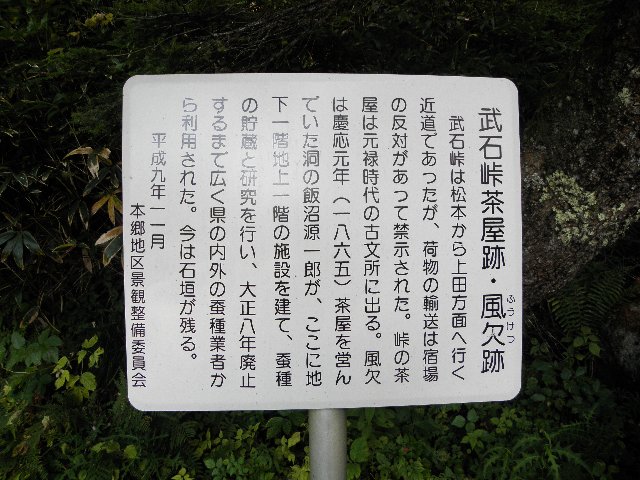 武石峠茶屋跡・風欠跡
ふうけつ
武石峠は松本から上田方面へ行く
近道であったが、荷物の輸送は宿場
の反対があって禁示された。峠の茶
屋は元禄時代の古文所に出る。風欠
は慶応元年（一八六五）茶屋を営ん
でいた洞の飯沼源一郎が、ここに地
下一階地上一階の施設を建て、蚕種
の貯蔵と研究を行い、大正八年廃止
するまで広く県の内外の蚕種業者か
ら利用された。今は石垣が残る。
平成九年一一月
本郷地区景観整備委員会